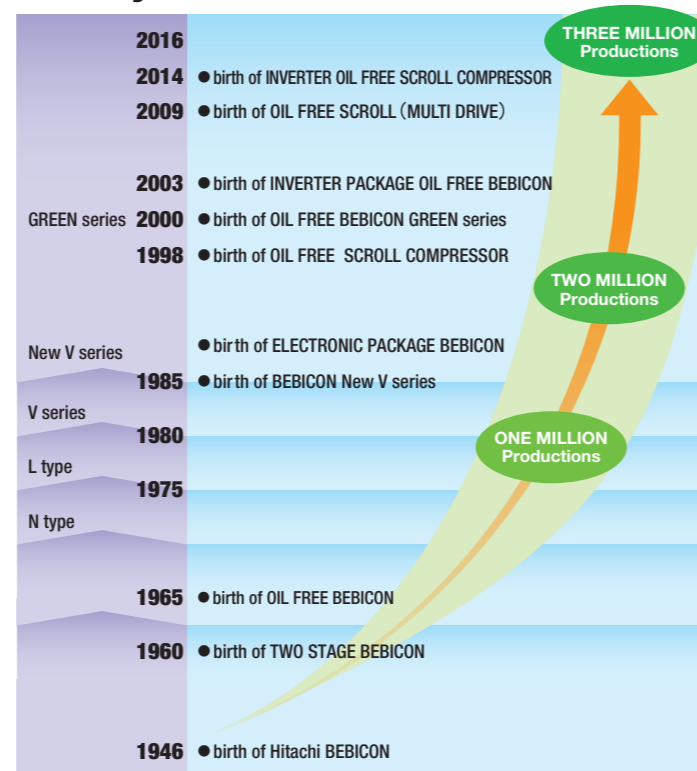 2016
THREE MILLION
Productions
2014 ●birth of INVERTER OIL FREE SCROLL COMPRESSOR
2009 ●birth of OIL FREE SCROLL (MULTI DRIVE)
2003 ●birth of INVERTER PACKAGE OIL FREE BEBICON
GREEN series 2000 ●birth of OIL FREE BEBICON GREEN series
1998 ●birth of OIL FREE SCROLL COMPRESSOR
TWO MILLION
Productions
New V series ●birth of ELECTRONIC PACKAGE BEBICON
1985 ●birth of BEBICON New V series
V series
1980
ONE MILLION
Productions
L type
1975
N type
1965 ●birth of OIL FREE BEBICON
1960 ●birth of TWO STAGE BEBICON
1946 ●birth of Hitachi BEBICON